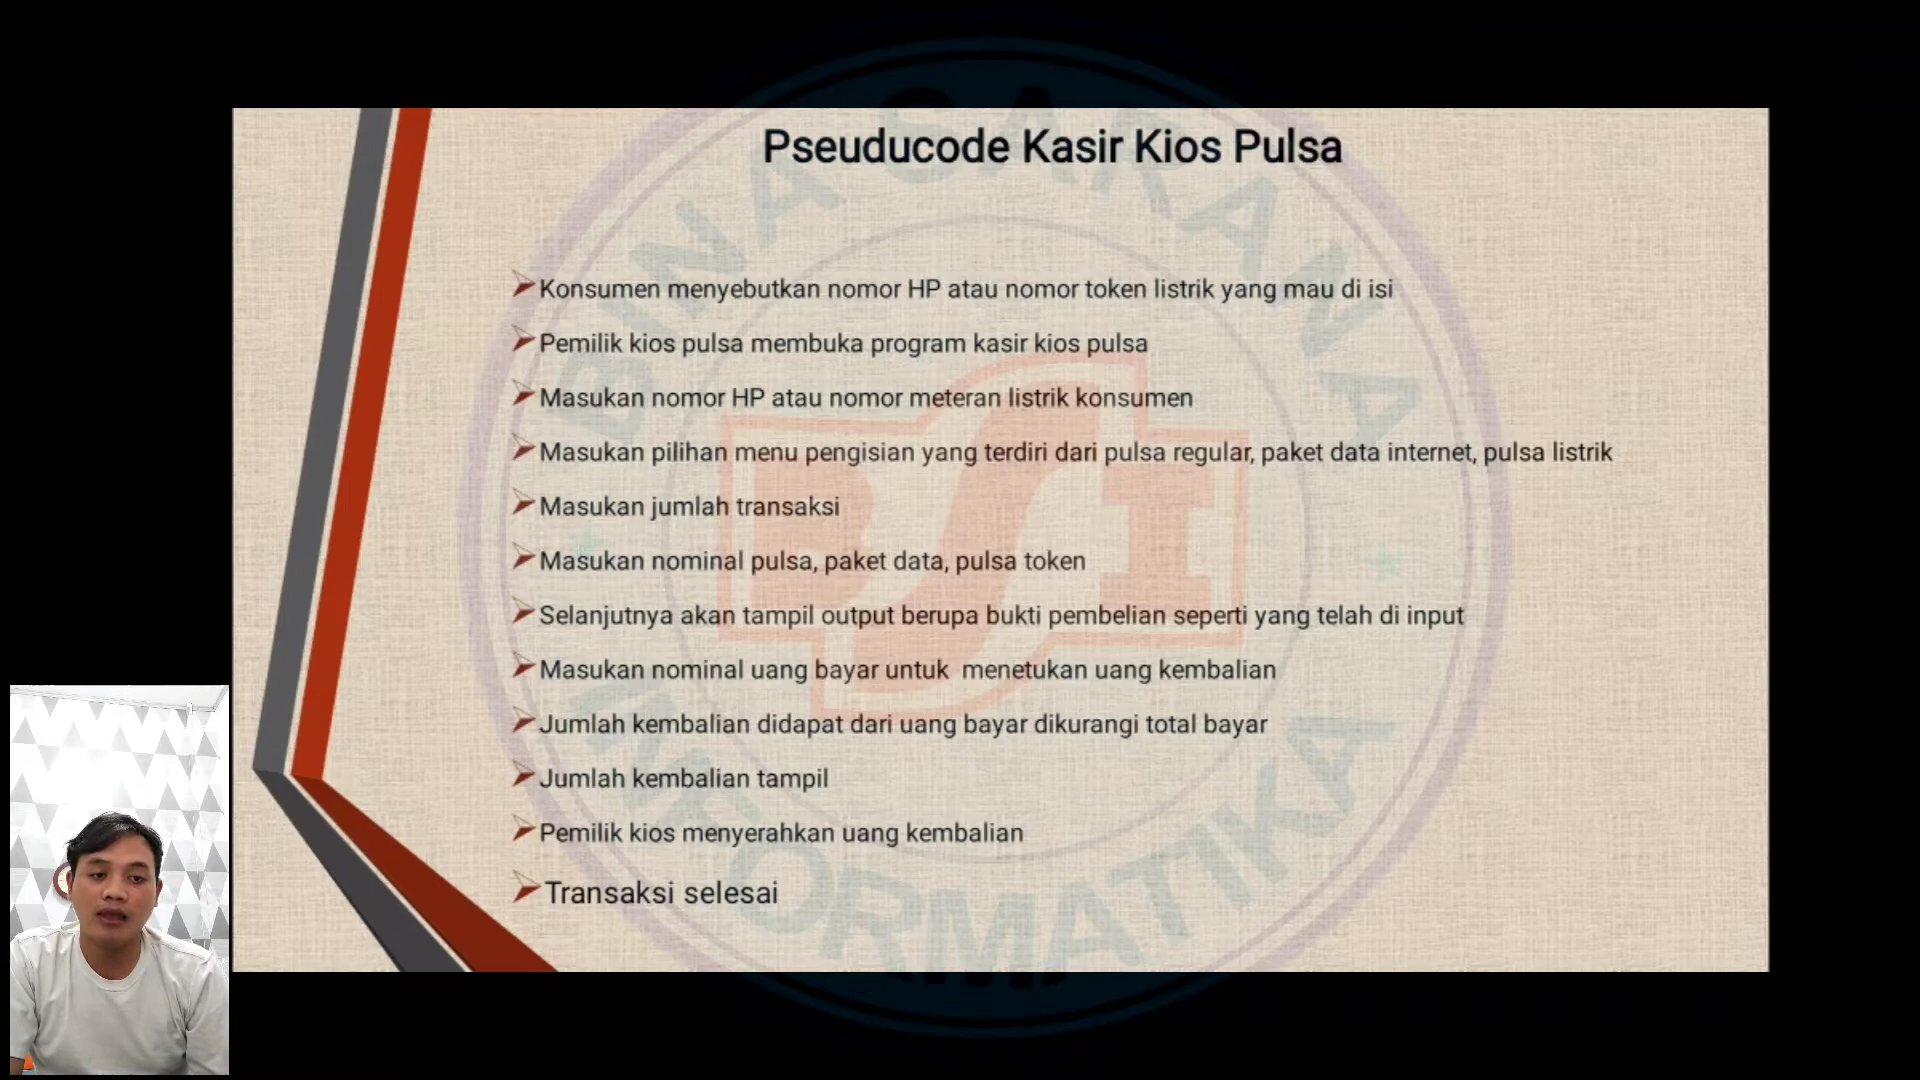 Pseuducode Kasir Kios Pulsa
Konsumen menyebutkan nomor HP atau nomor token listrik yang mau di isi
Pemilik kios pulsa membuka program kasir kios pulsa
Masukan nomor HP atau nomor meteran listrik konsumen
Masukan pilihan menu pengisian yang terdiri dari pulsa regular, paket data internet, pulsa listrik
Masukan jumlah transaksi
Masukan nominal pulsa, paket data, pulsa token
Selanjutnya akan tampil output berupa bukti pembelian seperti yang telah di input
Masukan nominal uang bayar untuk  menetukan uang kembalian
Jumlah kembalian didapat dari uang bayar dikurangi total bayar
Jumlah kembalian tampil
Pemilik kios menyerahkan uang kembalian
Transaksi selesai
BINA SARANA
BSI
INFORMATIKA